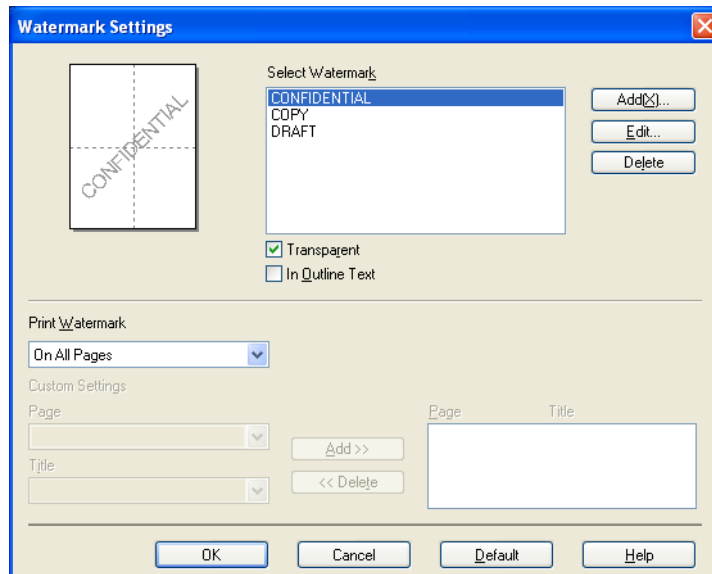 Watermark Settings
CONFIDENTIAL
Select Watermark
CONFIDENTIAL
COPY
DRAFT
Add(X)...
Edit...
Delete
Transparent
In Outline Text
Print Watermark
On All Pages
Custom Settings
Page
Title
Add >>
<< Delete
Page Title
OK Cancel Default Help